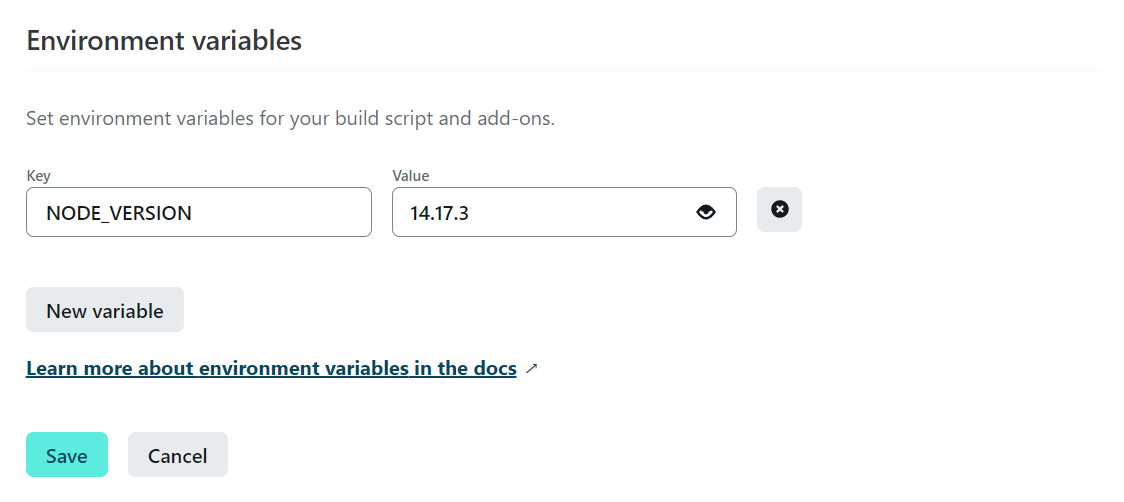 Environment variables
Set environment variables for your build script and add-ons.
Key Value
NODE_VERSION 14.17.3
New variable
Learn more about environment variables in the docs ↗
Save Cancel